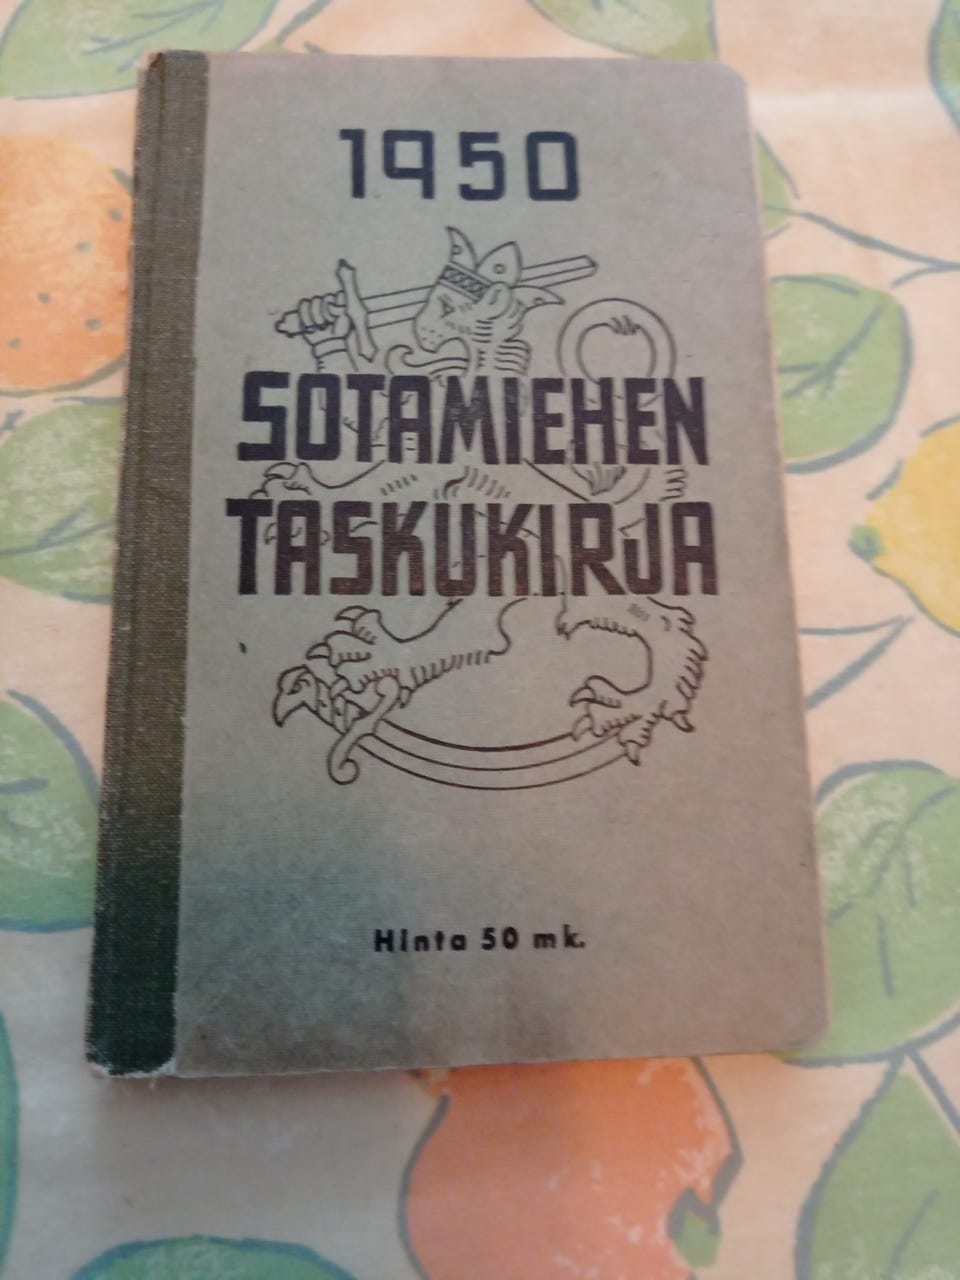 1950
SOTAMIEHEN
TASKUKIRJA
Hinta 50 mk.